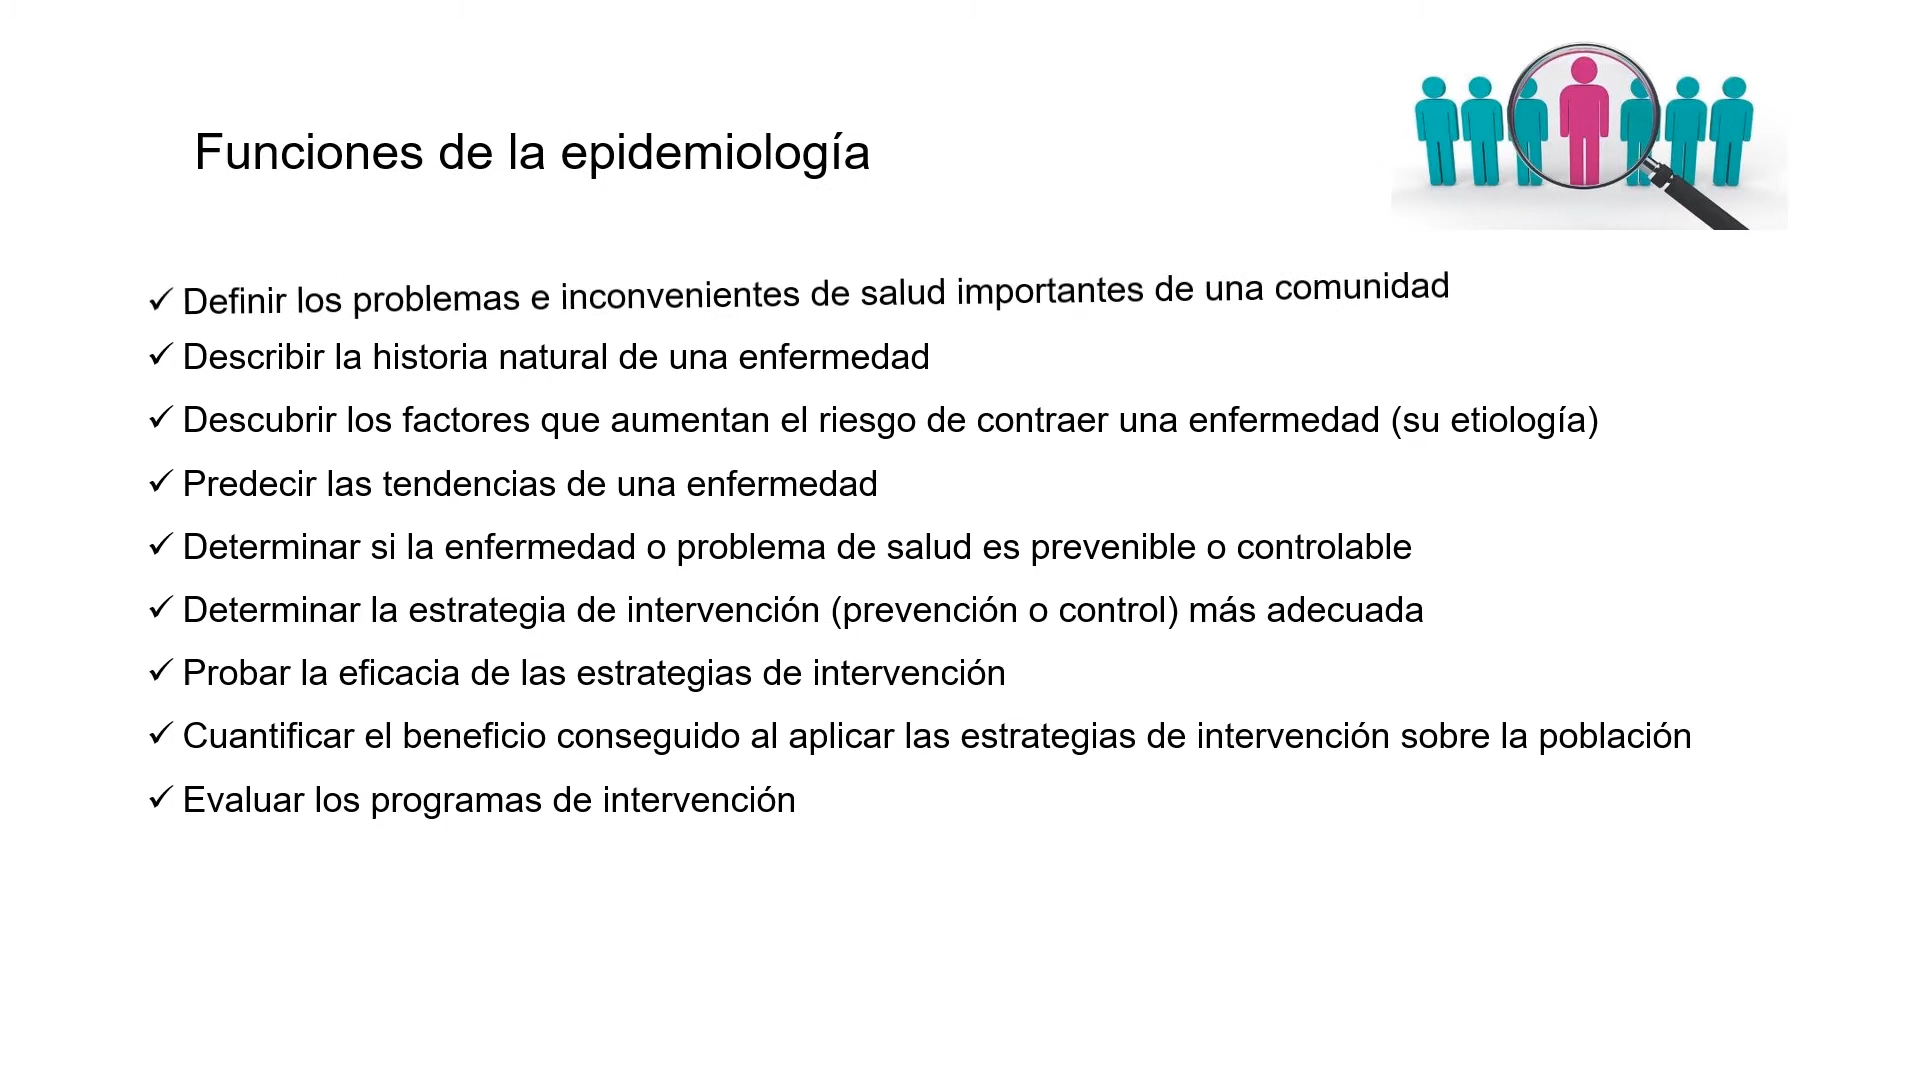 Funciones de la epidemiología
✓ Definir los problemas e inconvenientes de salud importantes de una comunidad
✓ Describir la historia natural de una enfermedad
✓ Descubrir los factores que aumentan el riesgo de contraer una enfermedad (su etiología)
✓ Predecir las tendencias de una enfermedad
✓ Determinar si la enfermedad o problema de salud es prevenible o controlable
✓ Determinar la estrategia de intervención (prevención o control) más adecuada
✓ Probar la eficacia de las estrategias de intervención
✓ Cuantificar el beneficio conseguido al aplicar las estrategias de intervención sobre la población
✓ Evaluar los programas de intervención